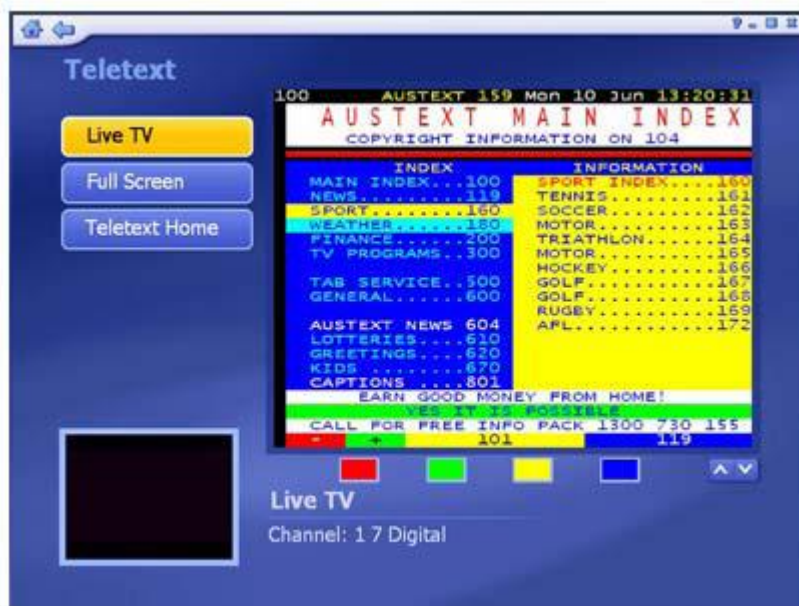 Teletext
Live TV
Full Screen
Teletext Home
100 AUSTEXT 159 Mon 10 Jun 13:20:31
AUSTEXT MAIN INDEX
COPYRIGHT INFORMATION ON 104
INDEX
MAIN INDEX...100
NEWS.........119
SPORT........160
WEATHER......180
FINANCE......200
TV PROGRAMS..300
TAB SERVICE..500
GENERAL......600
AUSTEXT NEWS 604
LOTTERIES....610
GREETINGS....620
KIDS ........670
CAPTIONS ....801
INFORMATION
SPORT INDEX....160
TENNIS.........161
SOCCER.........162
MOTOR..........163
TRIATHLON......164
MOTOR..........165
HOCKEY.........166
GOLF...........167
GOLF...........168
RUGBY..........169
AFL............172
EARN GOOD MONEY FROM HOME!
YES IT IS POSSIBLE
CALL FOR FREE INFO PACK 1300 730 155
- + 101 119
Live TV
Channel: 1 7 Digital